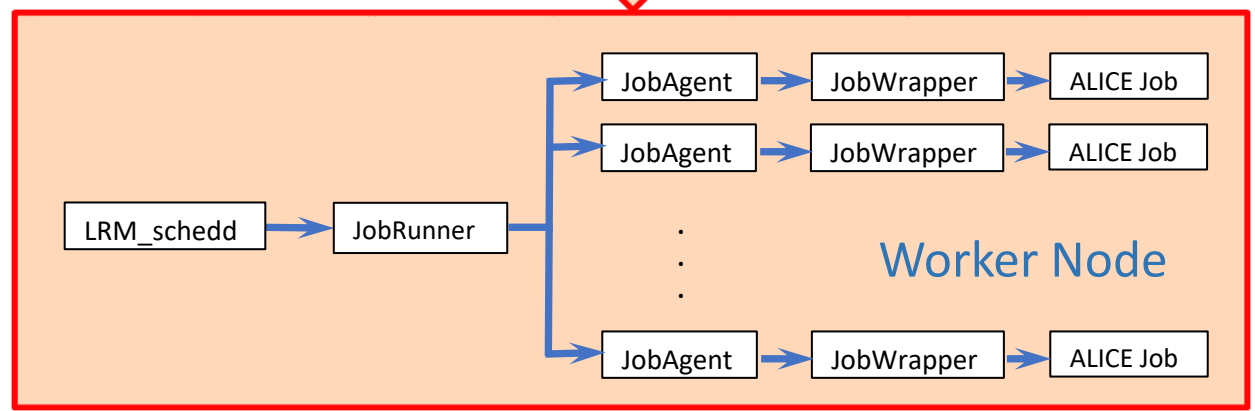 JobAgent JobWrapper ALICE Job
JobAgent JobWrapper ALICE Job
LRM_schedd JobRunner
.
.
.
Worker Node
JobAgent JobWrapper ALICE Job